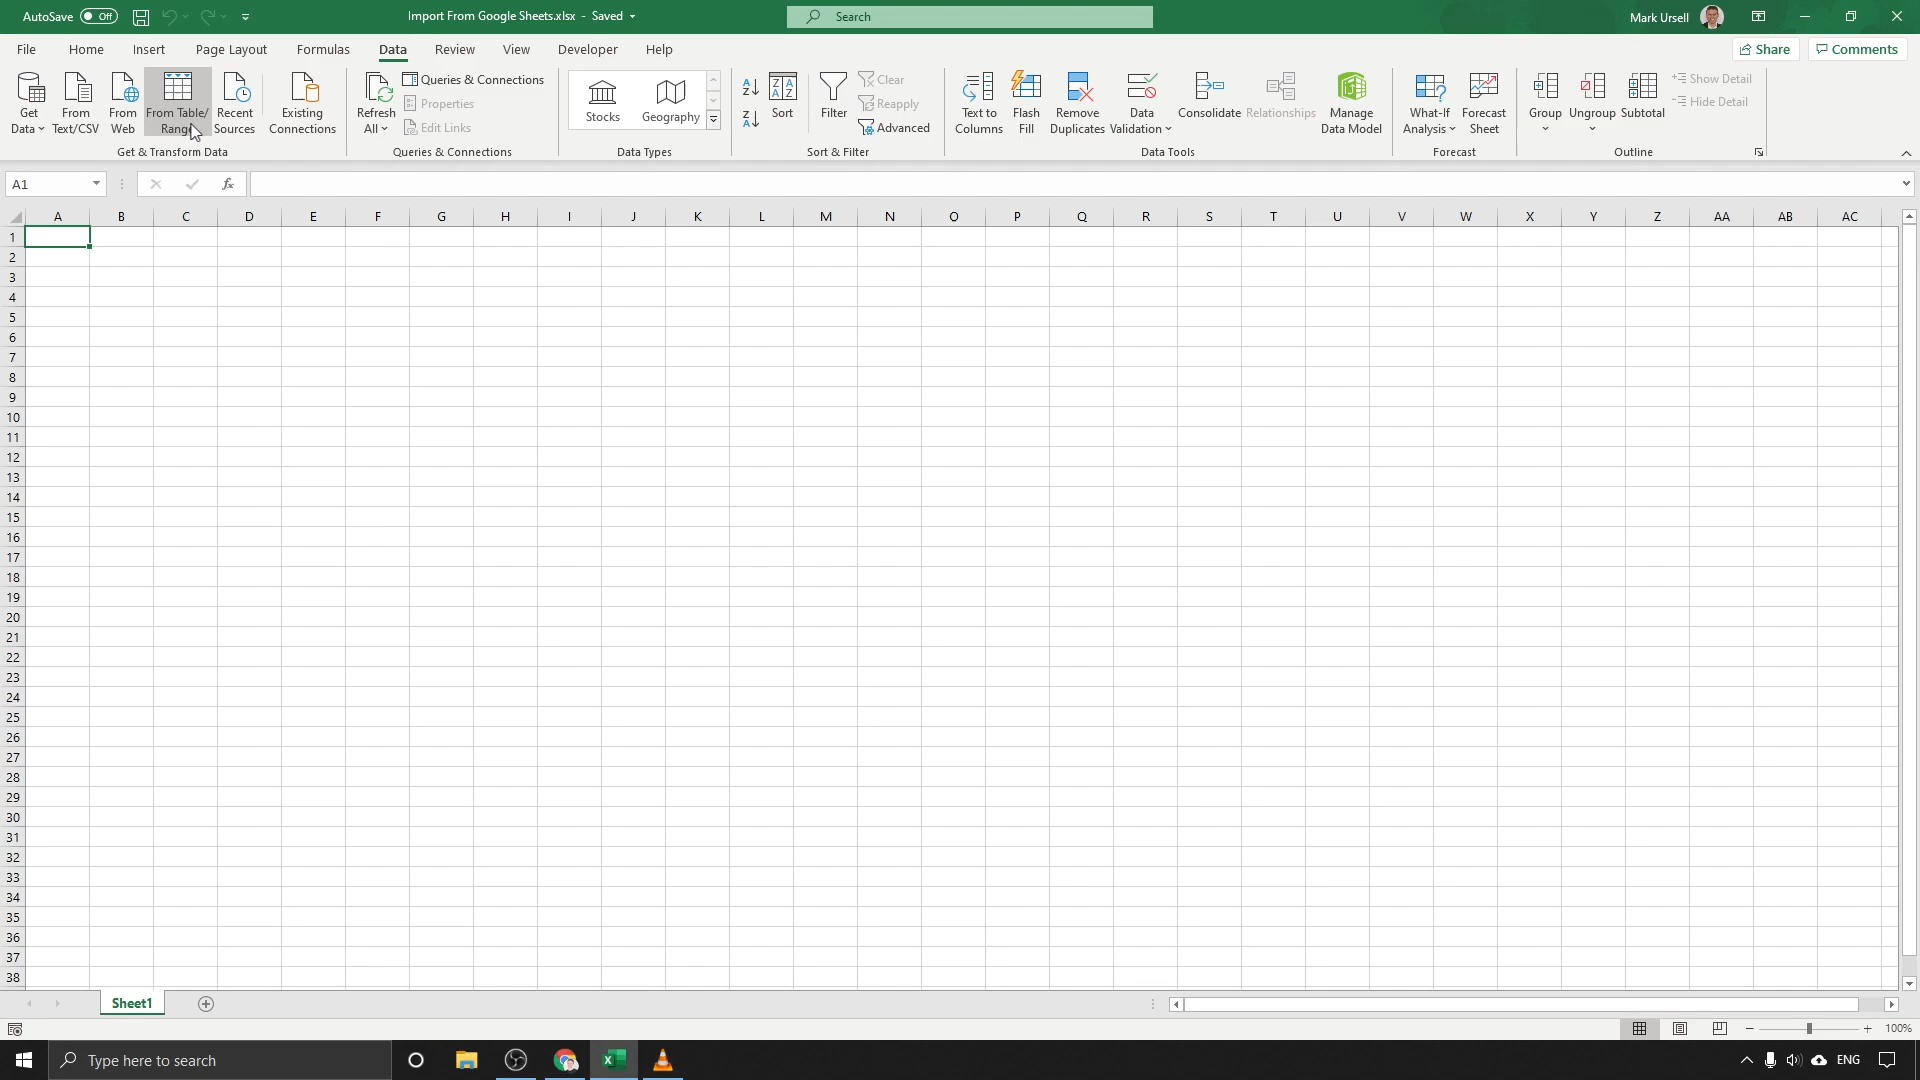 AutoSave Off Import From Google Sheets.xlsx - Saved Search Mark Ursell
File Home Insert Page Layout Formulas Data Review View Developer Help Share Comments
Get Data
From Text/CSV
From Web
From Table/
Rang
Recent Sources
Existing Connections
Get & Transform Data
Refresh All
Queries & Connections
Properties
Edit Links
Queries & Connections
Stocks
Geography
Data Types
Sort
Filter
Clear
Reapply
Advanced
Sort & Filter
Text to Columns
Flash Fill
Remove Duplicates
Data Validation
Consolidate
Relationships
Manage Data Model
Data Tools
What-If Analysis
Forecast Sheet
Forecast
Group
Ungroup
Subtotal
Show Detail
Hide Detail
Outline
A1 fx
A B C D E F G H I J K L M N O P Q R S T U V W X Y Z AA AB AC
1
2
3
4
5
6
7
8
9
10
11
12
13
14
15
16
17
18
19
20
21
22
23
24
25
26
27
28
29
30
31
32
33
34
35
36
37
38
Sheet1
100%
Type here to search ENG